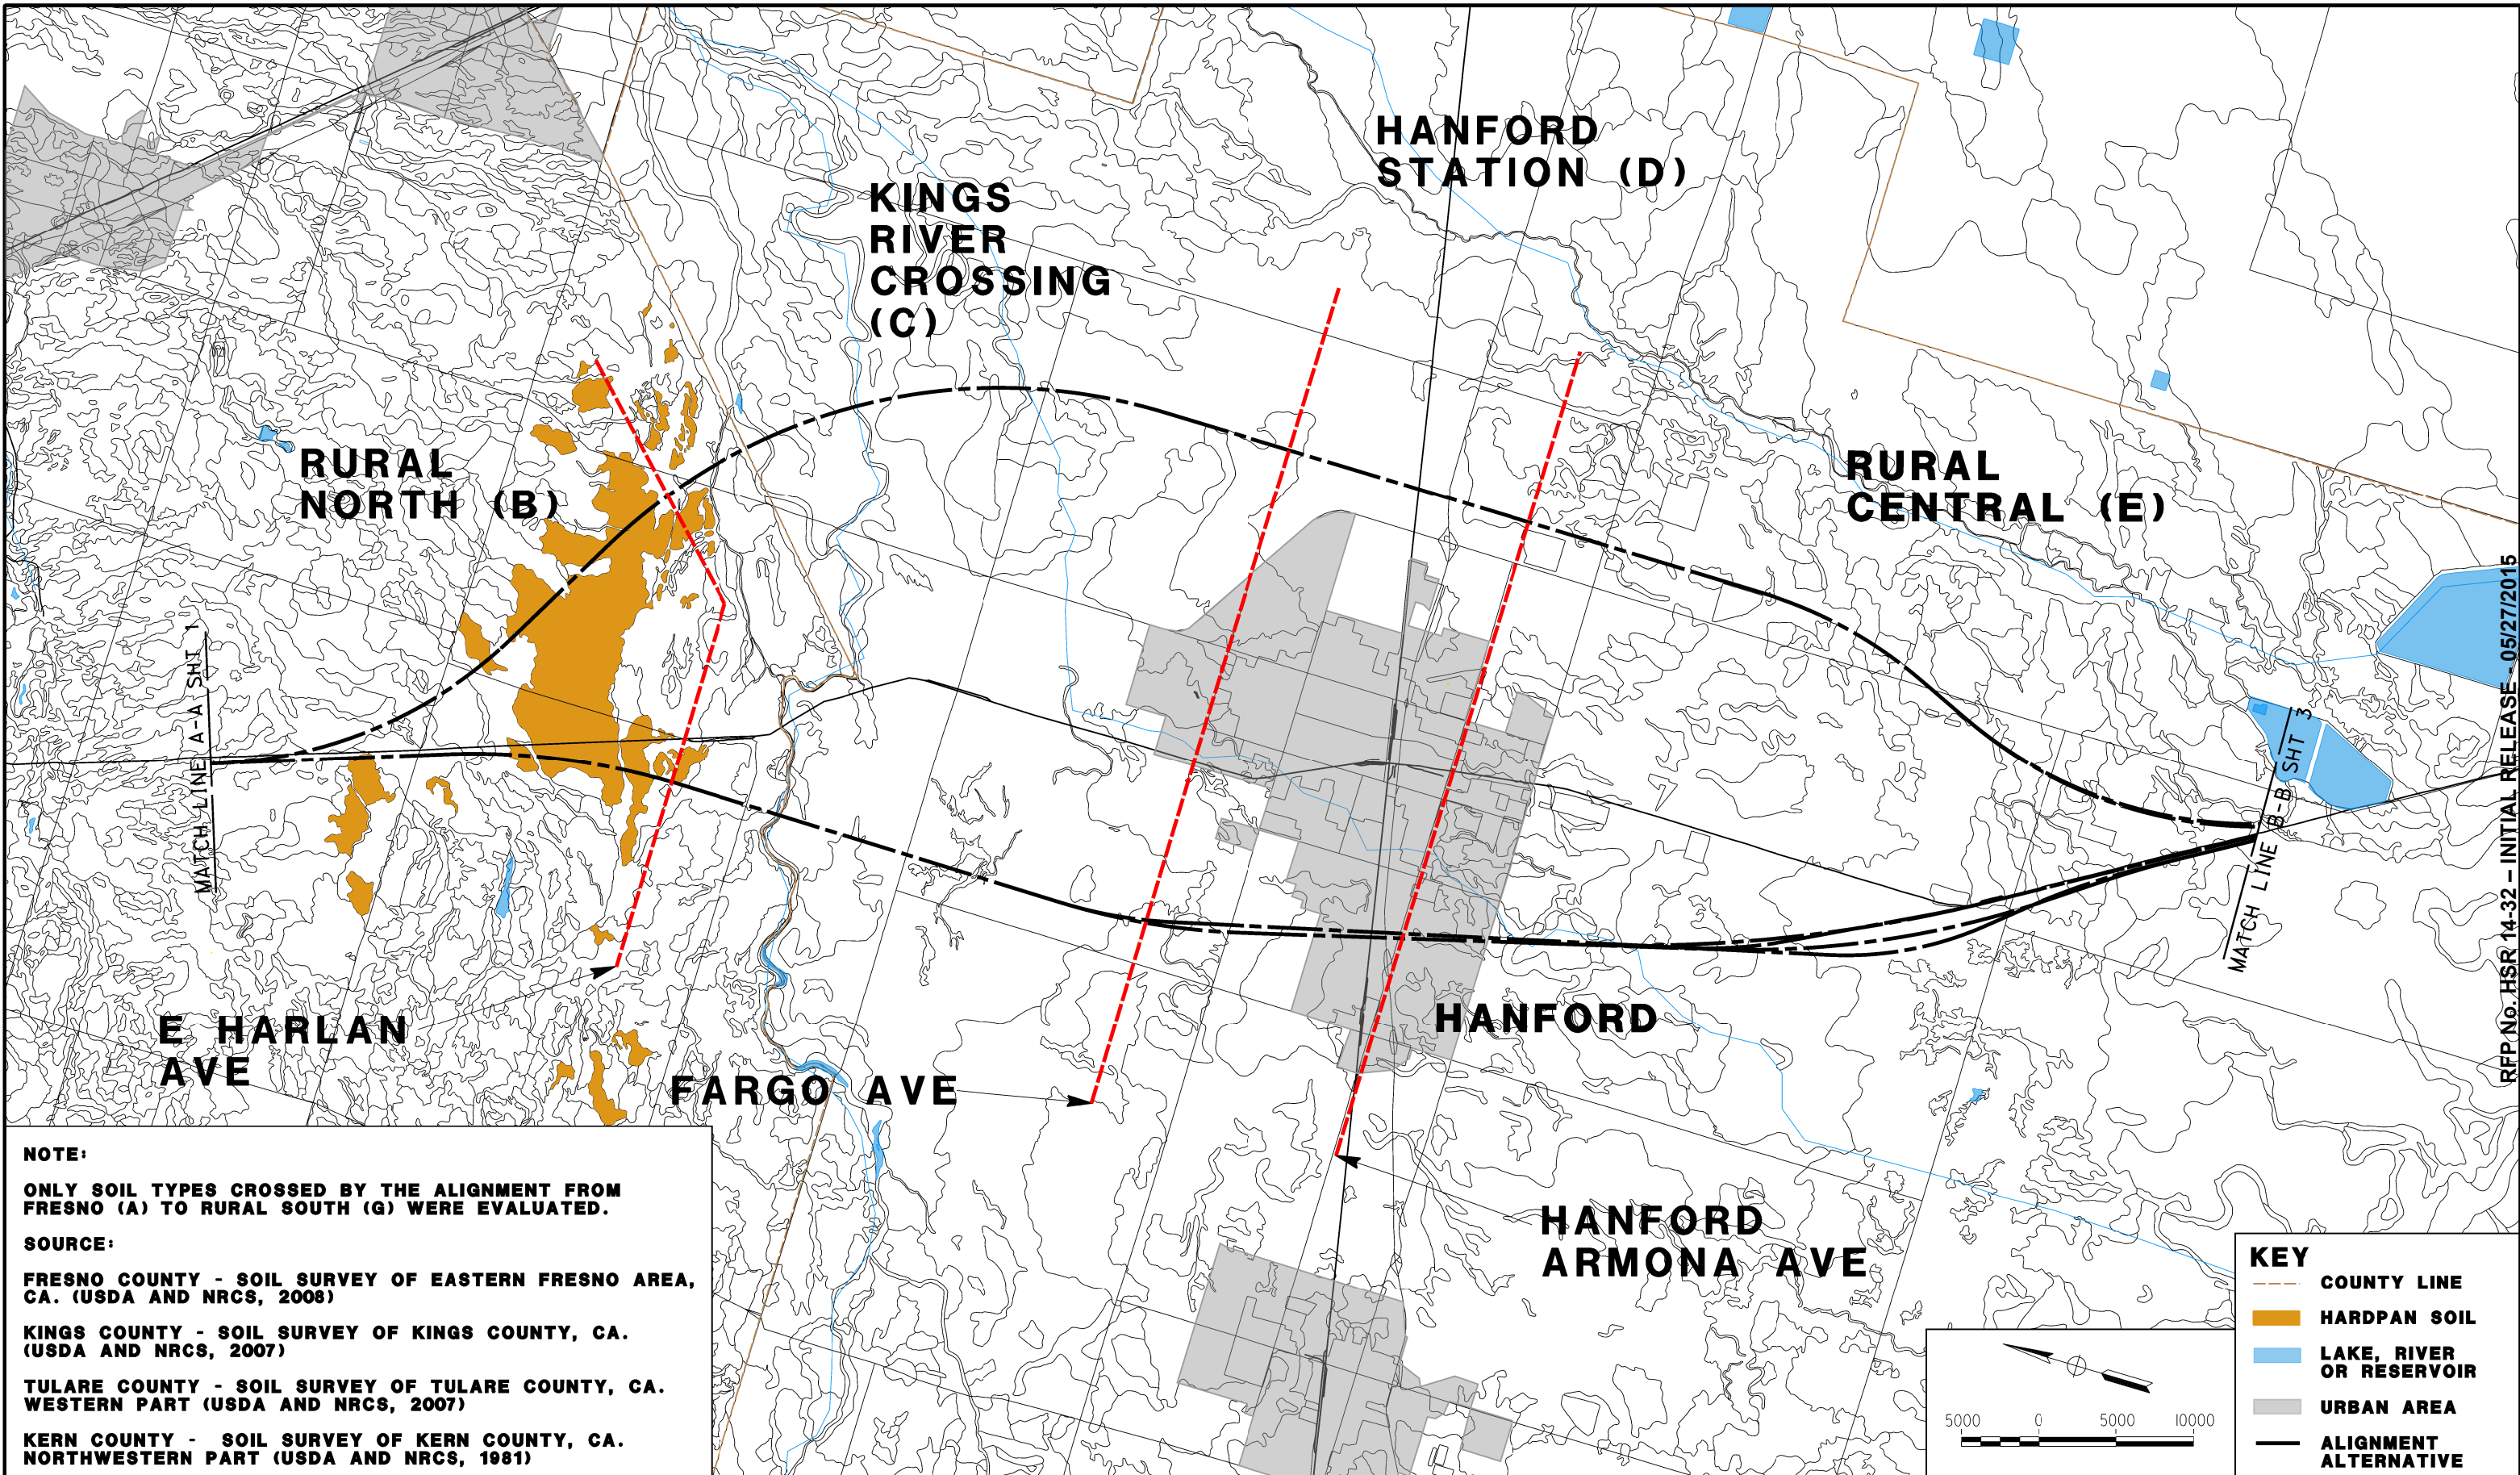 HANFORD
STATION (D)
KINGS
RIVER
CROSSING
(C)
RURAL
NORTH (B)
RURAL
CENTRAL (E)
MATCH LINE A-A SHT 1
MATCH LINE B-B SHT 3
E HARLAN
AVE
FARGO AVE
HANFORD
HANFORD
ARMONA AVE
RFP No. HSR 14-32 – INITIAL RELEASE - 05/27/2015
NOTE:
ONLY SOIL TYPES CROSSED BY THE ALIGNMENT FROM
FRESNO (A) TO RURAL SOUTH (G) WERE EVALUATED.
SOURCE:
FRESNO COUNTY - SOIL SURVEY OF EASTERN FRESNO AREA,
CA. (USDA AND NRCS, 2008)
KINGS COUNTY - SOIL SURVEY OF KINGS COUNTY, CA.
(USDA AND NRCS, 2007)
TULARE COUNTY - SOIL SURVEY OF TULARE COUNTY, CA.
WESTERN PART (USDA AND NRCS, 2007)
KERN COUNTY - SOIL SURVEY OF KERN COUNTY, CA.
NORTHWESTERN PART (USDA AND NRCS, 1981)
5000 0 5000 10000
KEY
COUNTY LINE
HARDPAN SOIL
LAKE, RIVER
OR RESERVOIR
URBAN AREA
ALIGNMENT
ALTERNATIVE